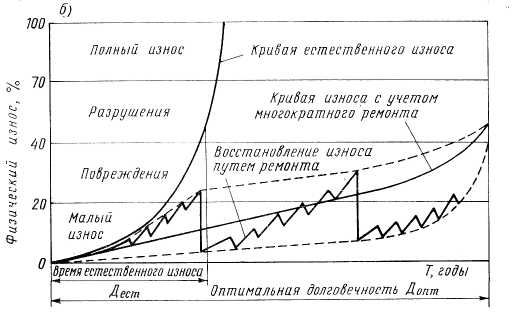 б)
100
70
40
20
0
Физический износ, %
Полный износ
Кривая естественного износа
Разрушения
Кривая износа с учетом
многократного ремонта
Повреждения
Восстановление износа
путем ремонта
Малый
износ
Время естественного износа
T, годы
Дест
Оптимальная долговечность Допт